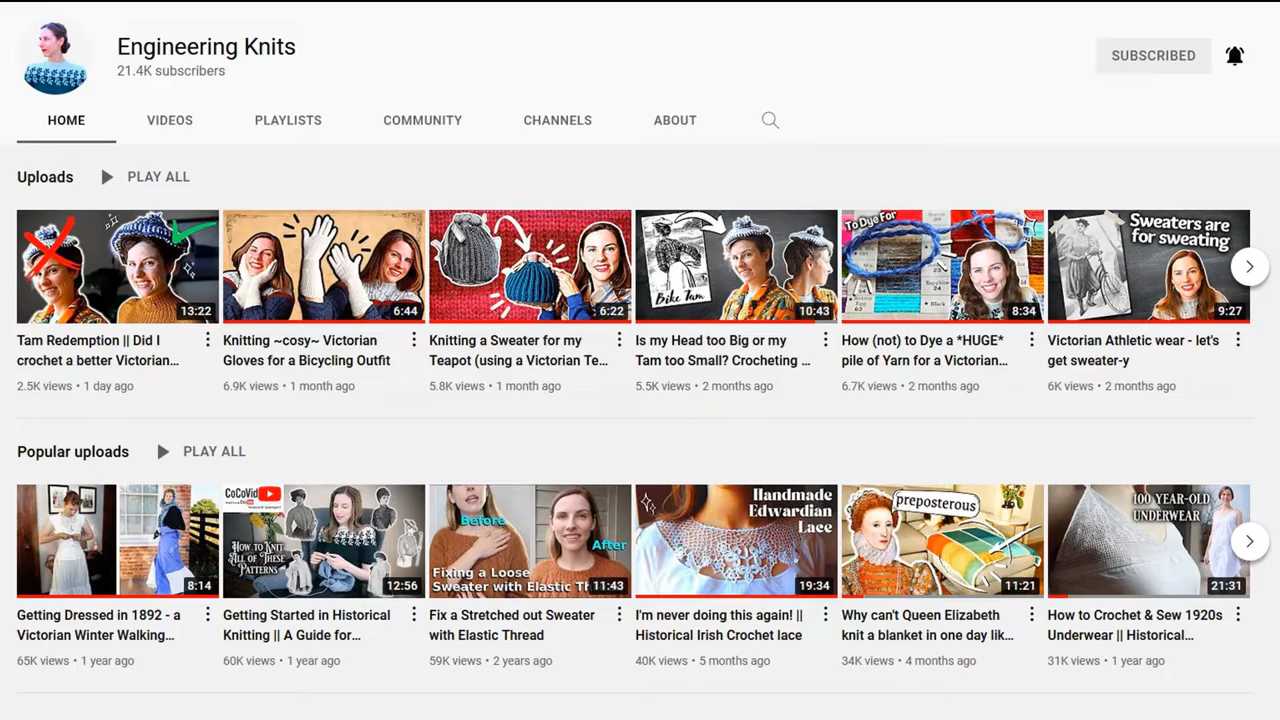 Engineering Knits
21.4K subscribers
SUBSCRIBED
HOME
VIDEOS
PLAYLISTS
COMMUNITY
CHANNELS
ABOUT
Uploads
PLAY ALL
13:22
6:44
6:22
Bike Tam
10:43
To Dye For
8:34
Sweaters are
for sweating
9:27
Tam Redemption || Did I
crochet a better Victorian...
2.5K views • 1 day ago
Knitting ~cosy~ Victorian
Gloves for a Bicycling Outfit
6.9K views • 1 month ago
Knitting a Sweater for my
Teapot (using a Victorian Te...
5.8K views • 1 month ago
Is my Head too Big or my
Tam too Small? Crocheting ...
5.5K views • 2 months ago
How (not) to Dye a *HUGE*
pile of Yarn for a Victorian...
6.7K views • 2 months ago
Victorian Athletic wear - let's
get sweater-y
6K views • 2 months ago
Popular uploads
PLAY ALL
8:14
CoCoVid
HOW TO KNIT
ALL OF THESE
PATTERNS
12:56
Before
After
Fixing a Loose
Sweater with Elastic Th
11:43
Handmade
Edwardian
Lace
19:34
preposterous
11:21
100 YEAR-OLD
UNDERWEAR
21:31
Getting Dressed in 1892 - a
Victorian Winter Walking...
65K views • 1 year ago
Getting Started in Historical
Knitting || A Guide for...
60K views • 1 year ago
Fix a Stretched out Sweater
with Elastic Thread
59K views • 2 years ago
I'm never doing this again! ||
Historical Irish Crochet lace
40K views • 5 months ago
Why can't Queen Elizabeth
knit a blanket in one day lik...
34K views • 4 months ago
How to Crochet & Sew 1920s
Underwear || Historical...
31K views • 1 year ago